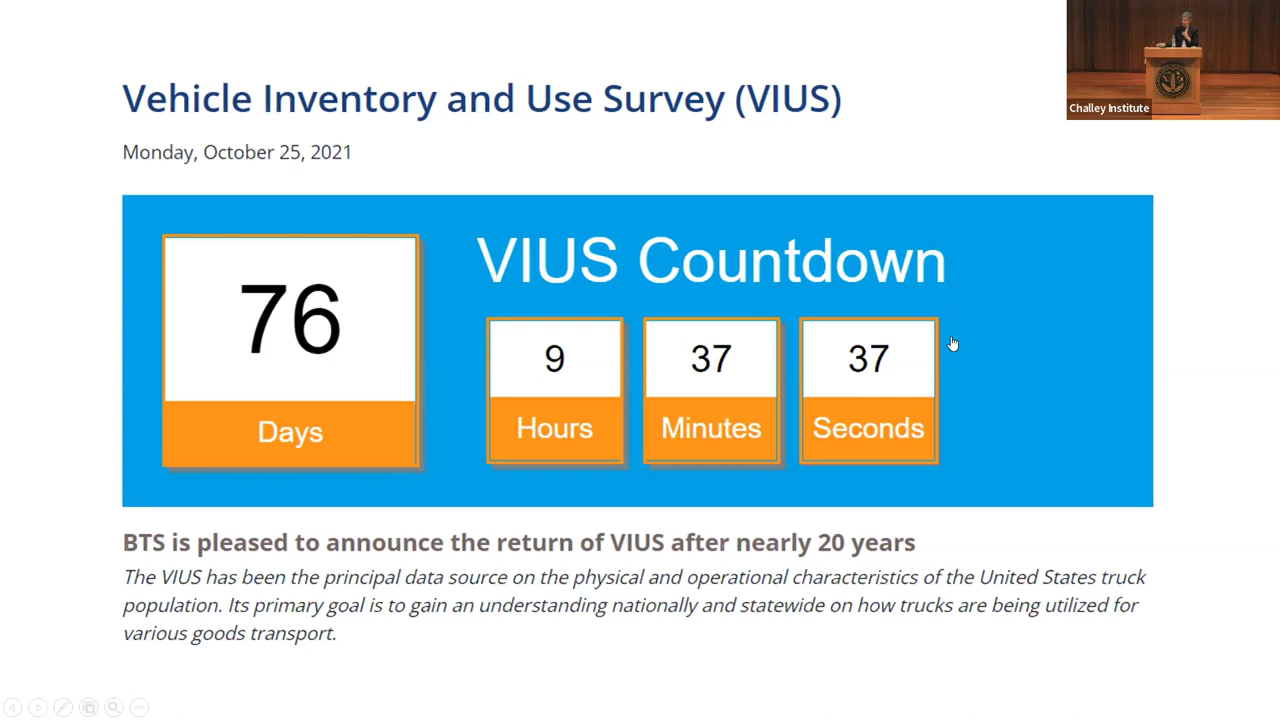 Challey Institute
Vehicle Inventory and Use Survey (VIUS)
Monday, October 25, 2021
VIUS Countdown
76
Days
9
Hours
37
Minutes
37
Seconds
BTS is pleased to announce the return of VIUS after nearly 20 years
The VIUS has been the principal data source on the physical and operational characteristics of the United States truck
population. Its primary goal is to gain an understanding nationally and statewide on how trucks are being utilized for
various goods transport.